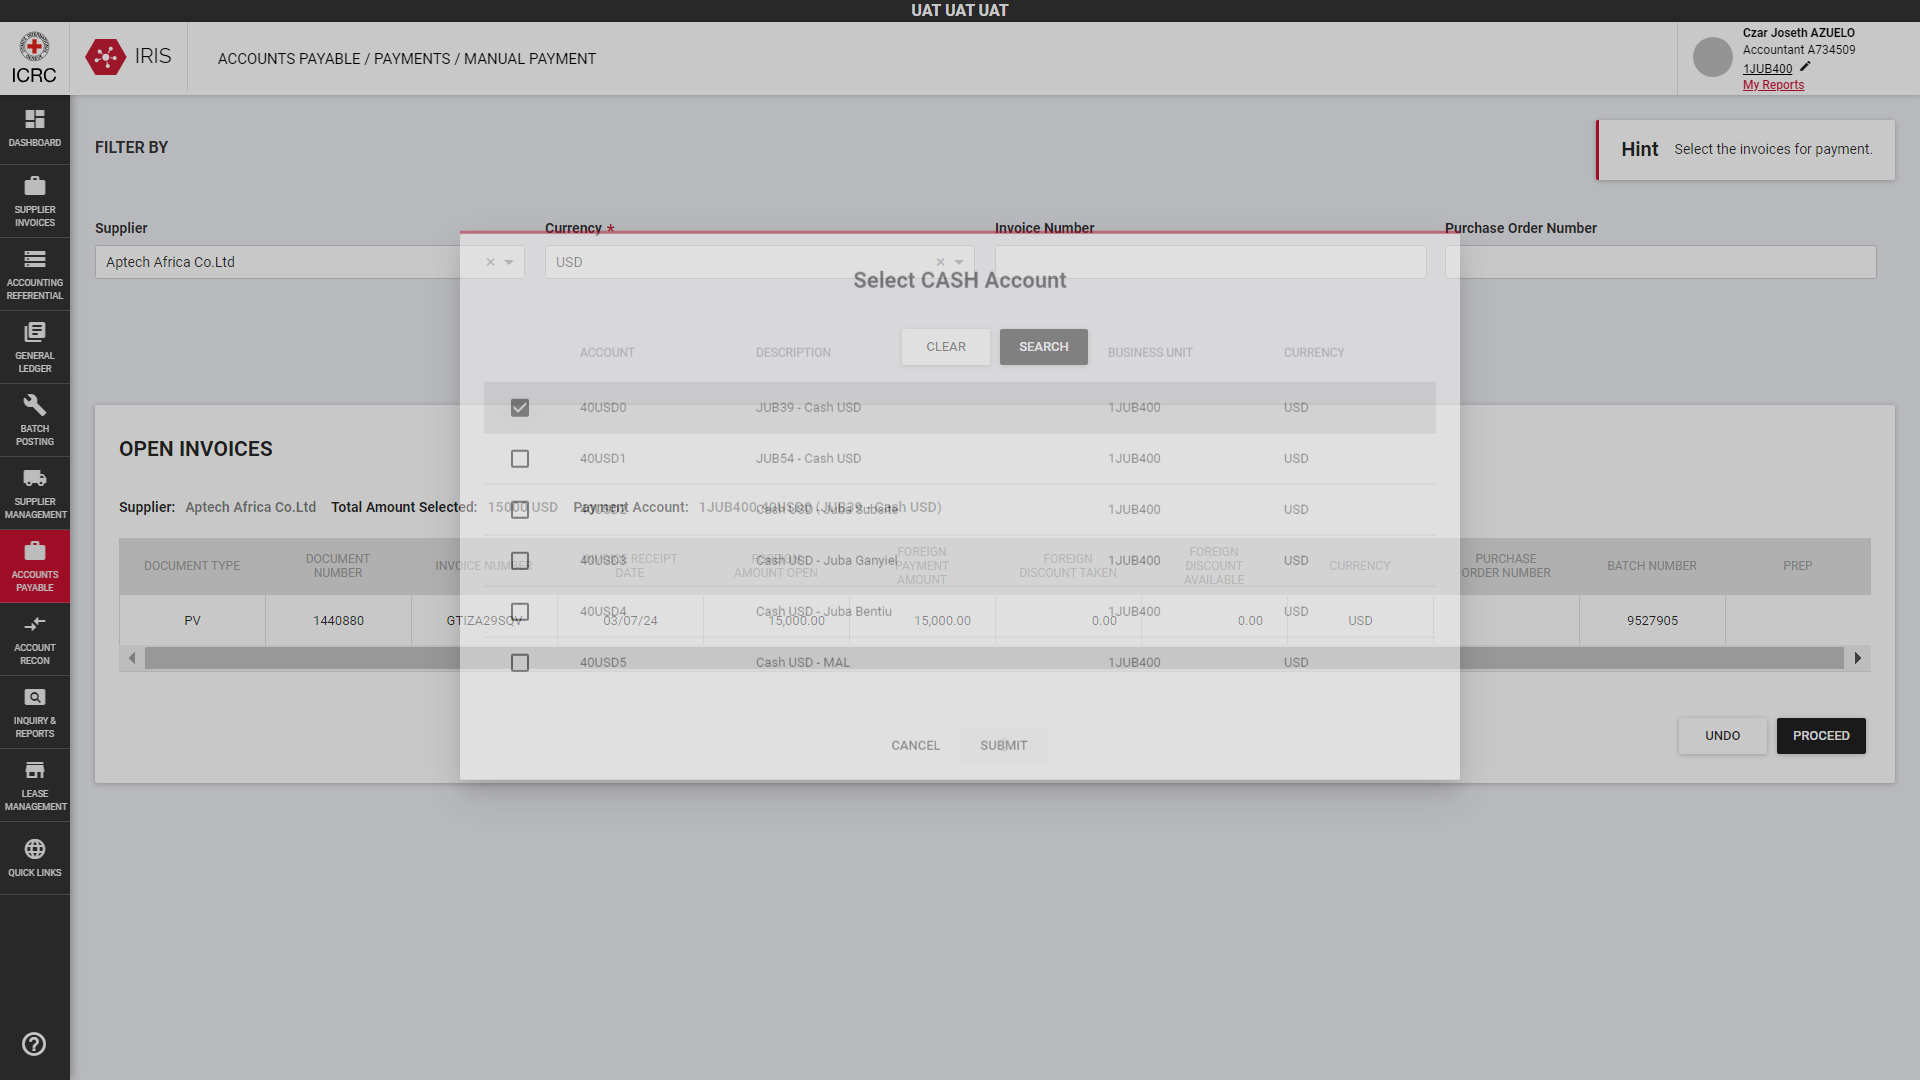 UAT UAT UAT
ICRC
IRIS
ACCOUNTS PAYABLE / PAYMENTS / MANUAL PAYMENT
Czar Joseth AZUELO
Accountant A734509
1JUB400
My Reports
DASHBOARD
SUPPLIER INVOICES
ACCOUNTING REFERENTIAL
GENERAL LEDGER
BATCH POSTING
SUPPLIER MANAGEMENT
ACCOUNTS PAYABLE
ACCOUNT RECON
INQUIRY & REPORTS
LEASE MANAGEMENT
QUICK LINKS
FILTER BY
Hint Select the invoices for payment.
Supplier Currency * Invoice Number Purchase Order Number
Aptech Africa Co.Ltd USD
Select CASH Account
CLEAR SEARCH
ACCOUNT DESCRIPTION BUSINESS UNIT CURRENCY
40USD0 JUB39 - Cash USD 1JUB400 USD
40USD1 JUB54 - Cash USD 1JUB400 USD
40USD2 Cash USD - Juba Subsite 1JUB400 USD
40USD3 Cash USD - Juba Ganyiel 1JUB400 USD
40USD4 Cash USD - Juba Bentiu 1JUB400 USD
40USD5 Cash USD - MAL 1JUB400 USD
CANCEL SUBMIT
OPEN INVOICES
Supplier: Aptech Africa Co.Ltd Total Amount Selected: 15000 USD Payment Account: 1JUB400.40USD0 (JUB39 - Cash USD)
DOCUMENT TYPE DOCUMENT NUMBER INVOICE NUMBER INVOICE RECEIPT DATE FOREIGN AMOUNT OPEN FOREIGN PAYMENT AMOUNT FOREIGN DISCOUNT TAKEN FOREIGN DISCOUNT AVAILABLE CURRENCY PURCHASE ORDER NUMBER BATCH NUMBER PREP
PV 1440880 GTIZA29SQV 03/07/24 15,000.00 15,000.00 0.00 0.00 USD 9527905
UNDO PROCEED